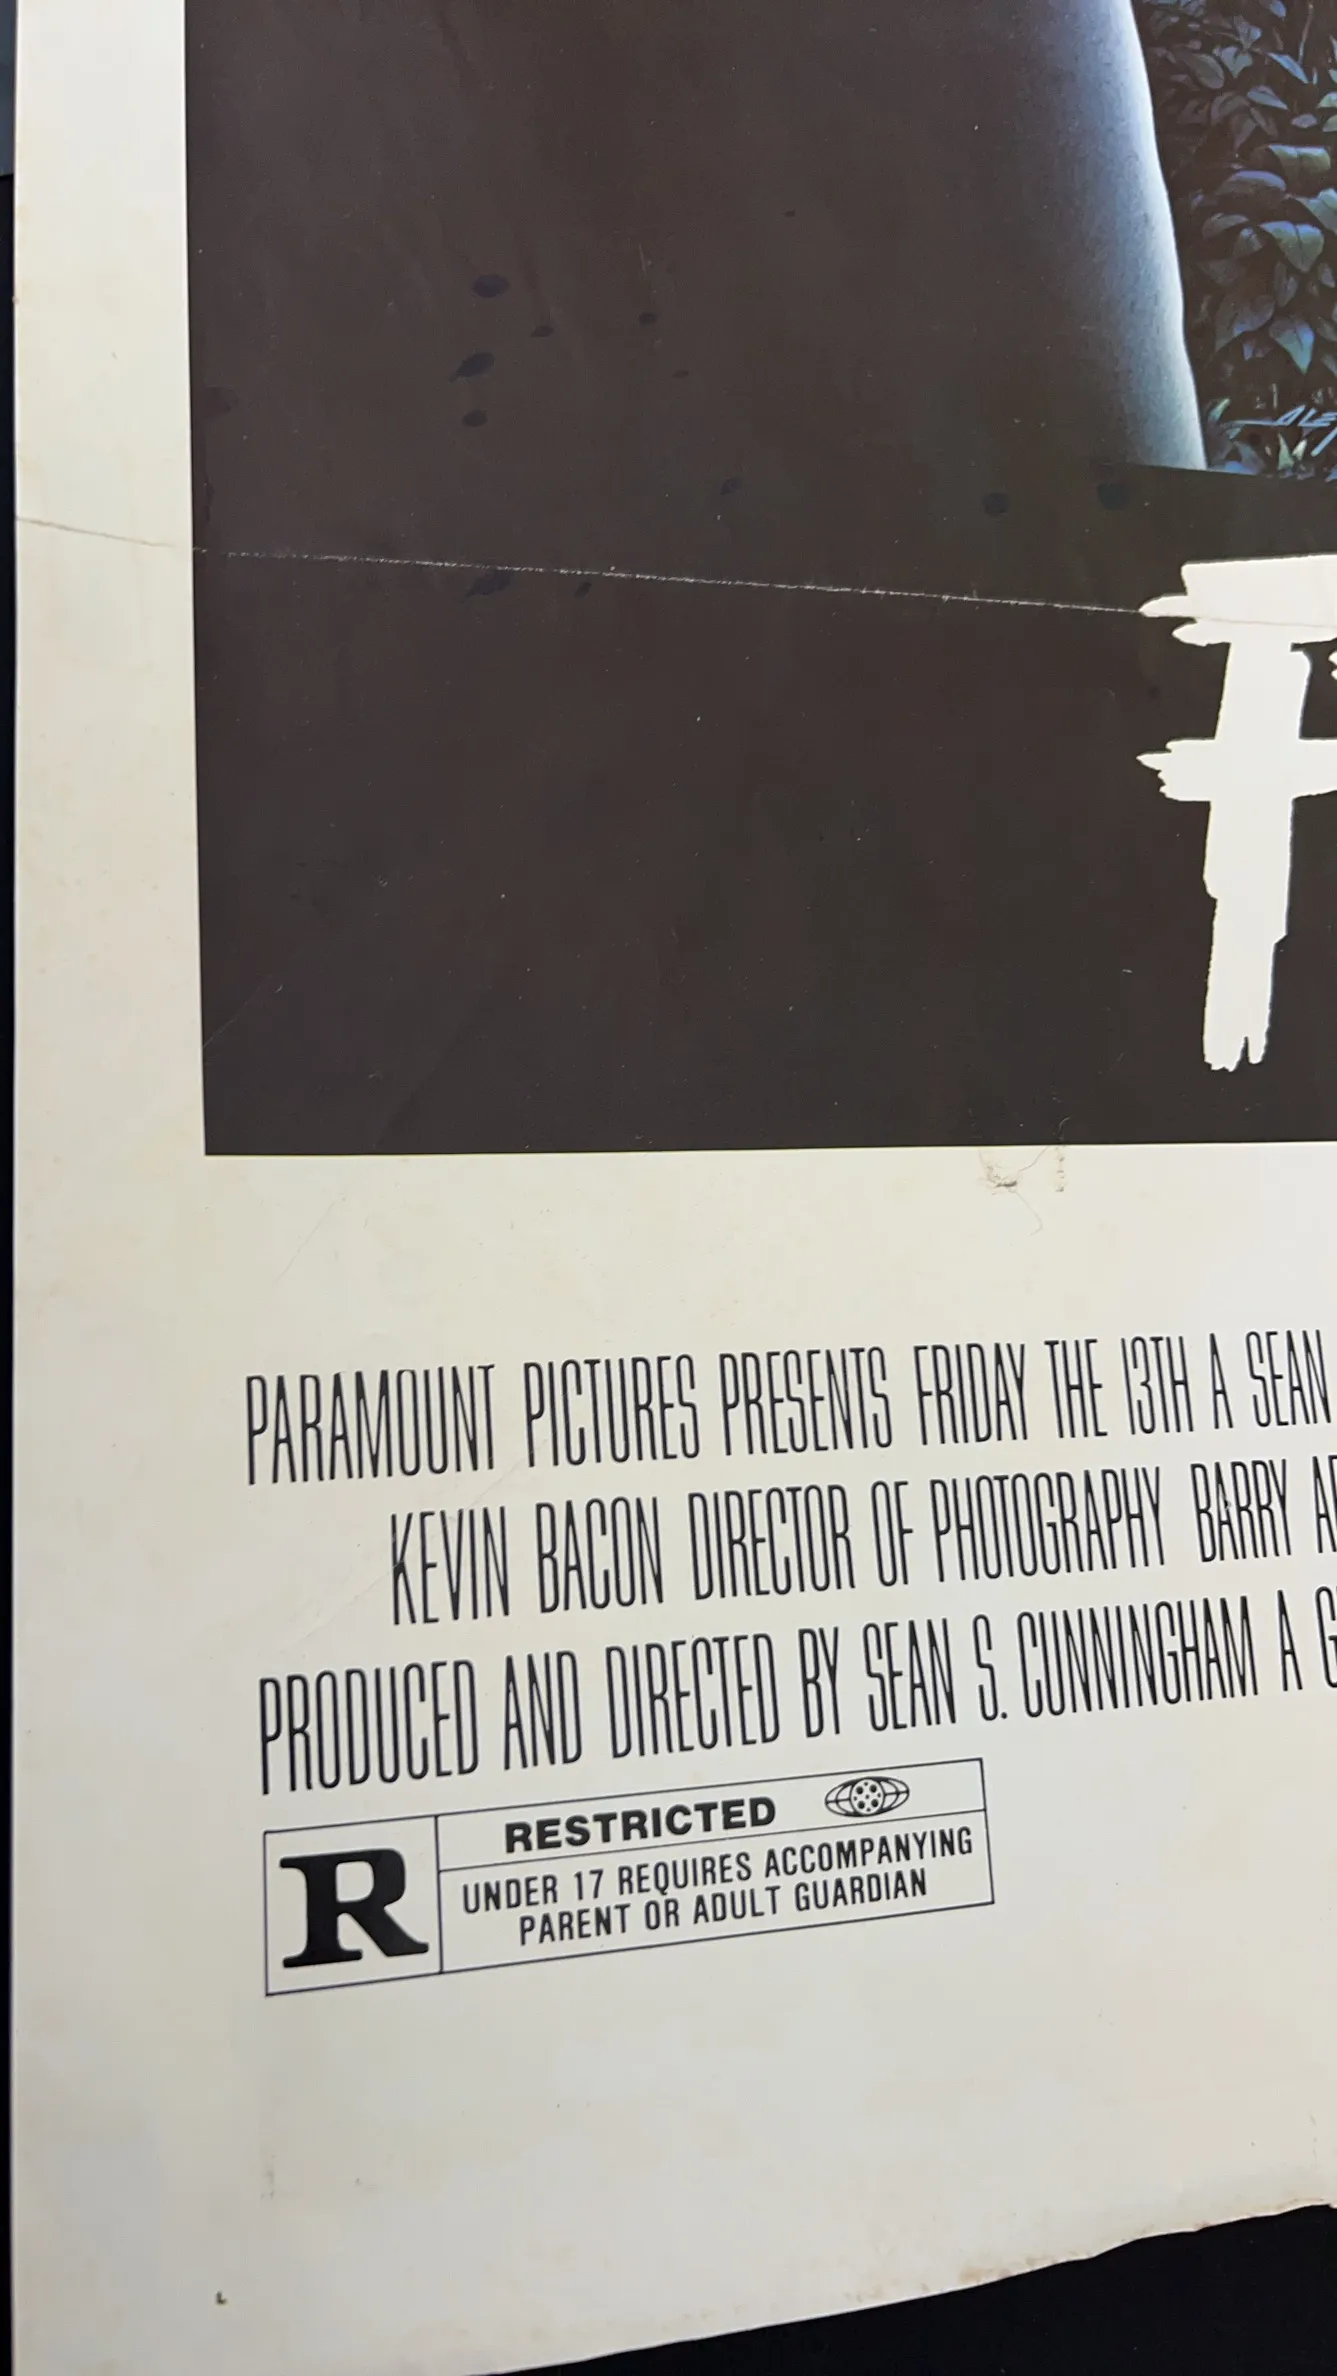 F
PARAMOUNT PICTURES PRESENTS FRIDAY THE 13TH A SEAN
KEVIN BACON DIRECTOR OF PHOTOGRAPHY BARRY
PRODUCED AND DIRECTED BY SEAN S. CUNNINGHAM A
R
RESTRICTED
UNDER 17 REQUIRES ACCOMPANYING
PARENT OR ADULT GUARDIAN